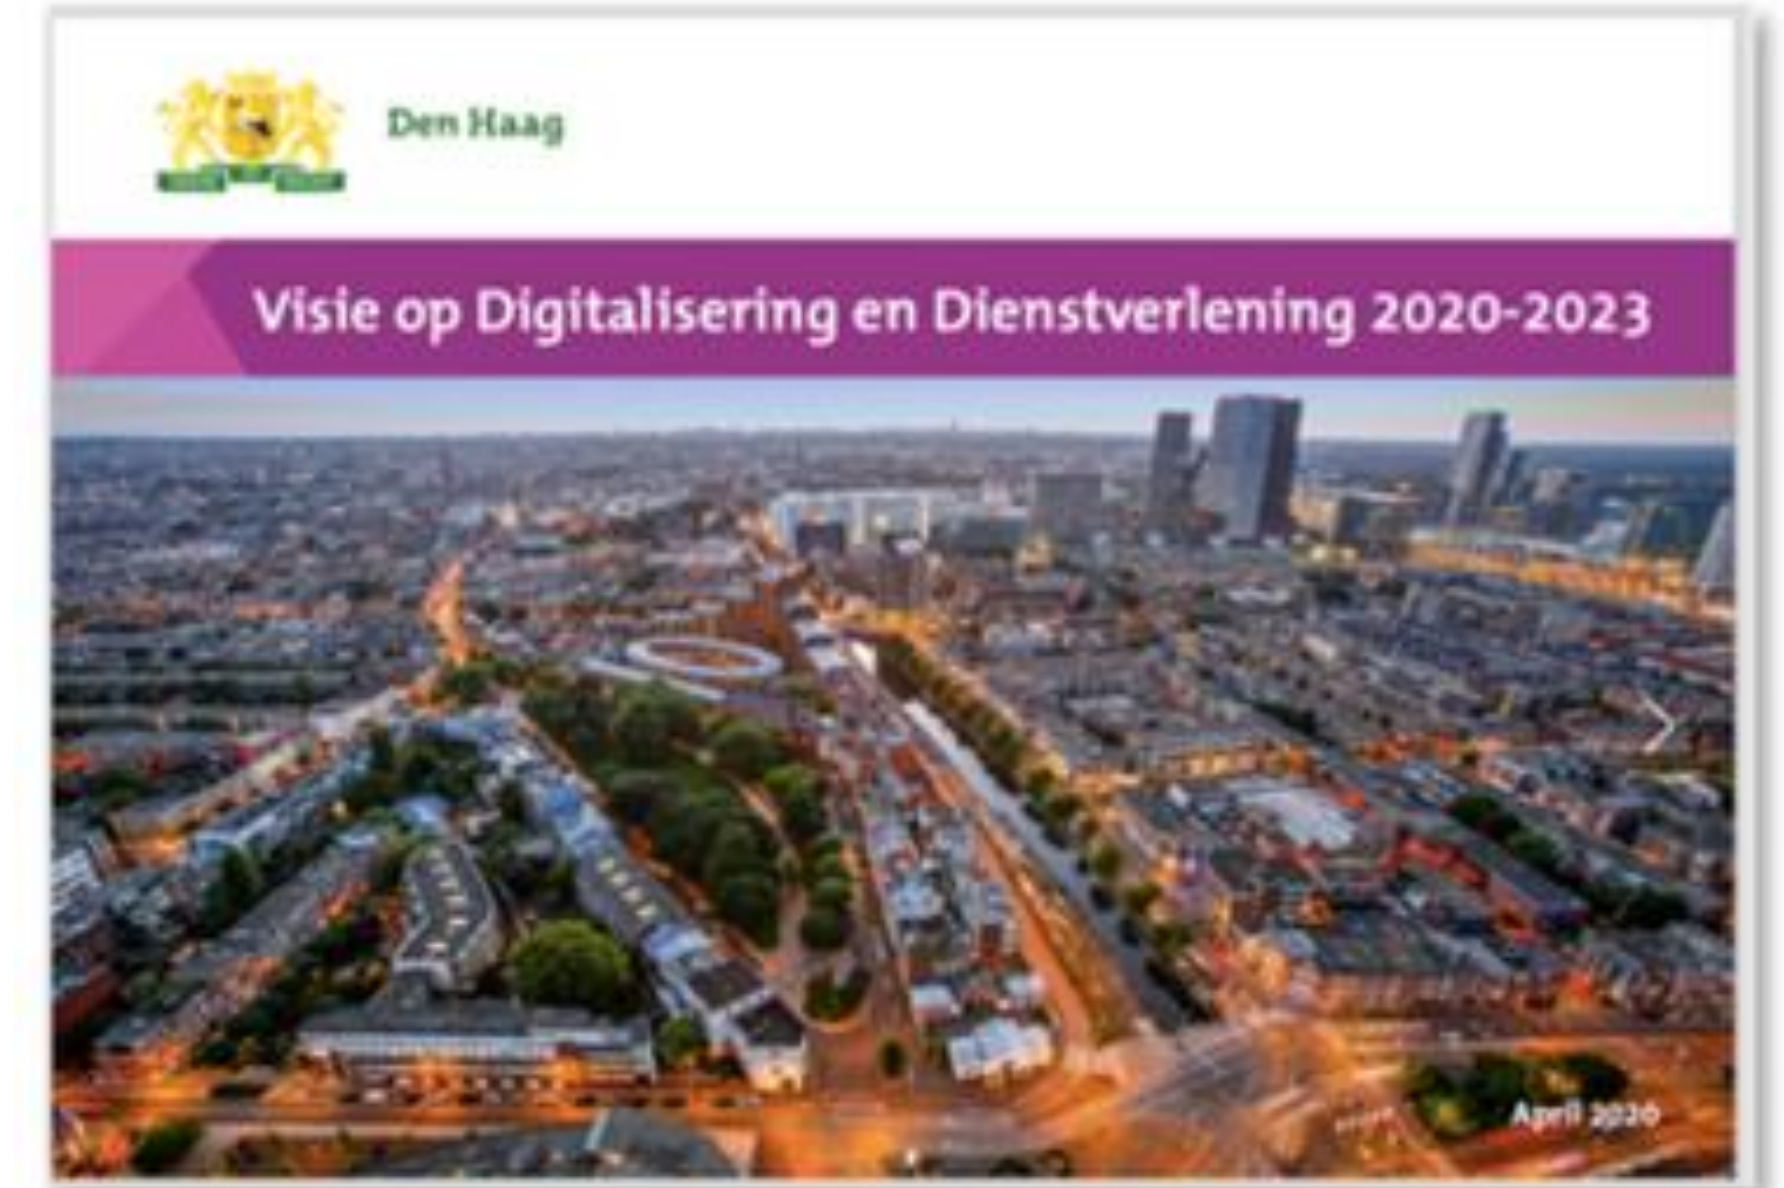 Den Haag
Visie op Digitalisering en Dienstverlening 2020-2023
April 2020